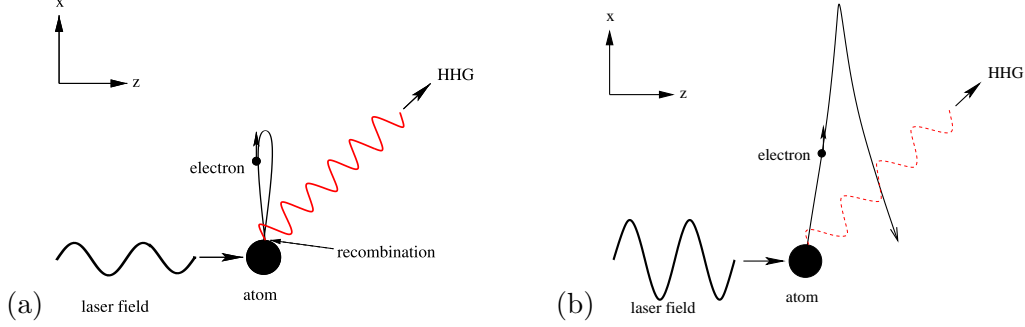 x
z
HHG
electron
recombination
atom
laser field
(a)
x
z
HHG
electron
atom
laser field
(b)